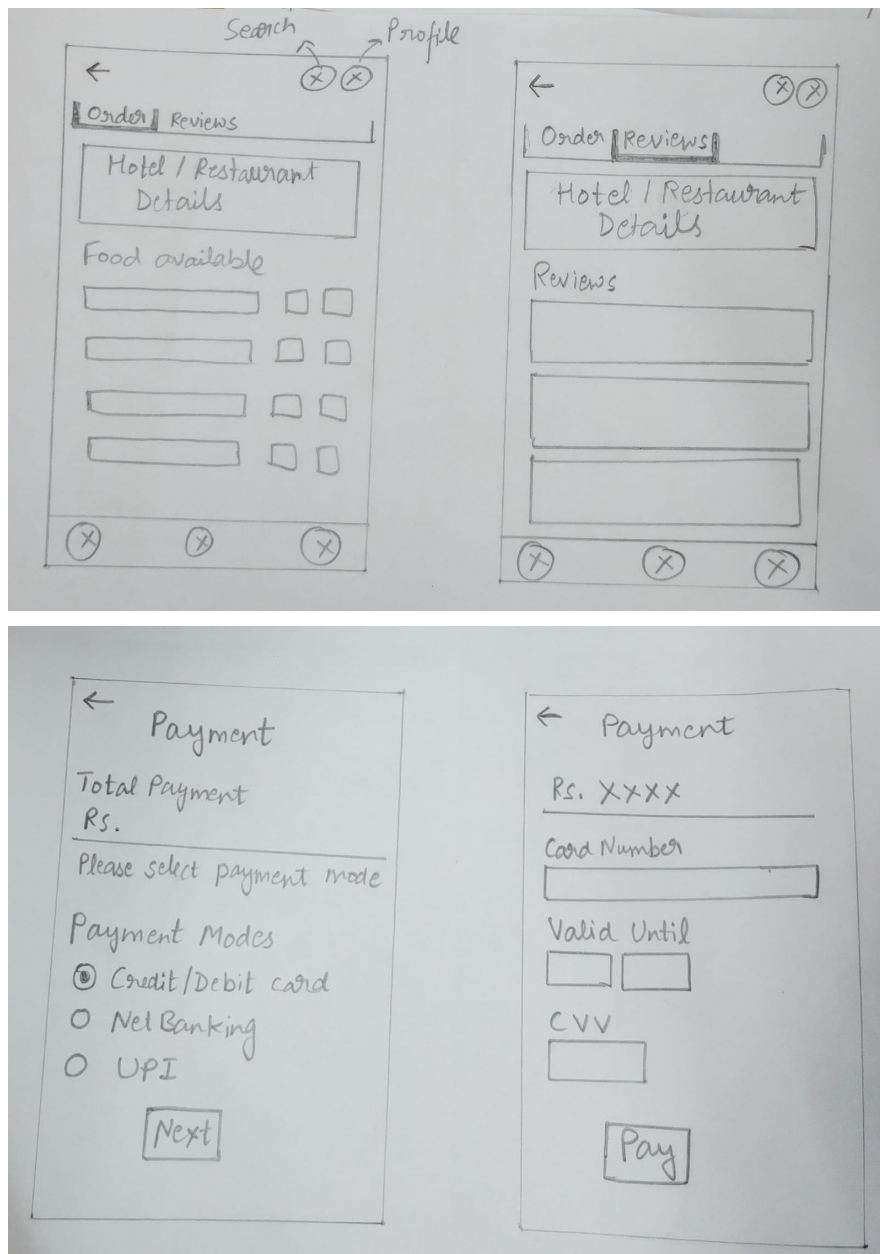 Search
Profile
Order Reviews
Hotel / Restaurant
Details
Food available
Order Reviews
Hotel / Restaurant
Details
Reviews
Payment
Total Payment
Rs.
Please select payment mode
Payment Modes
Credit/Debit card
Net Banking
UPI
Next
Payment
Rs. XXXX
Card Number
Valid Until
CVV
Pay